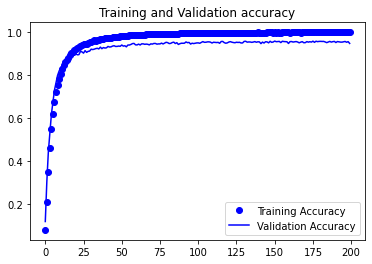 Training and Validation accuracy
1.0
0.8
0.6
0.4
0.2
Training Accuracy
Validation Accuracy
0 25 50 75 100 125 150 175 200